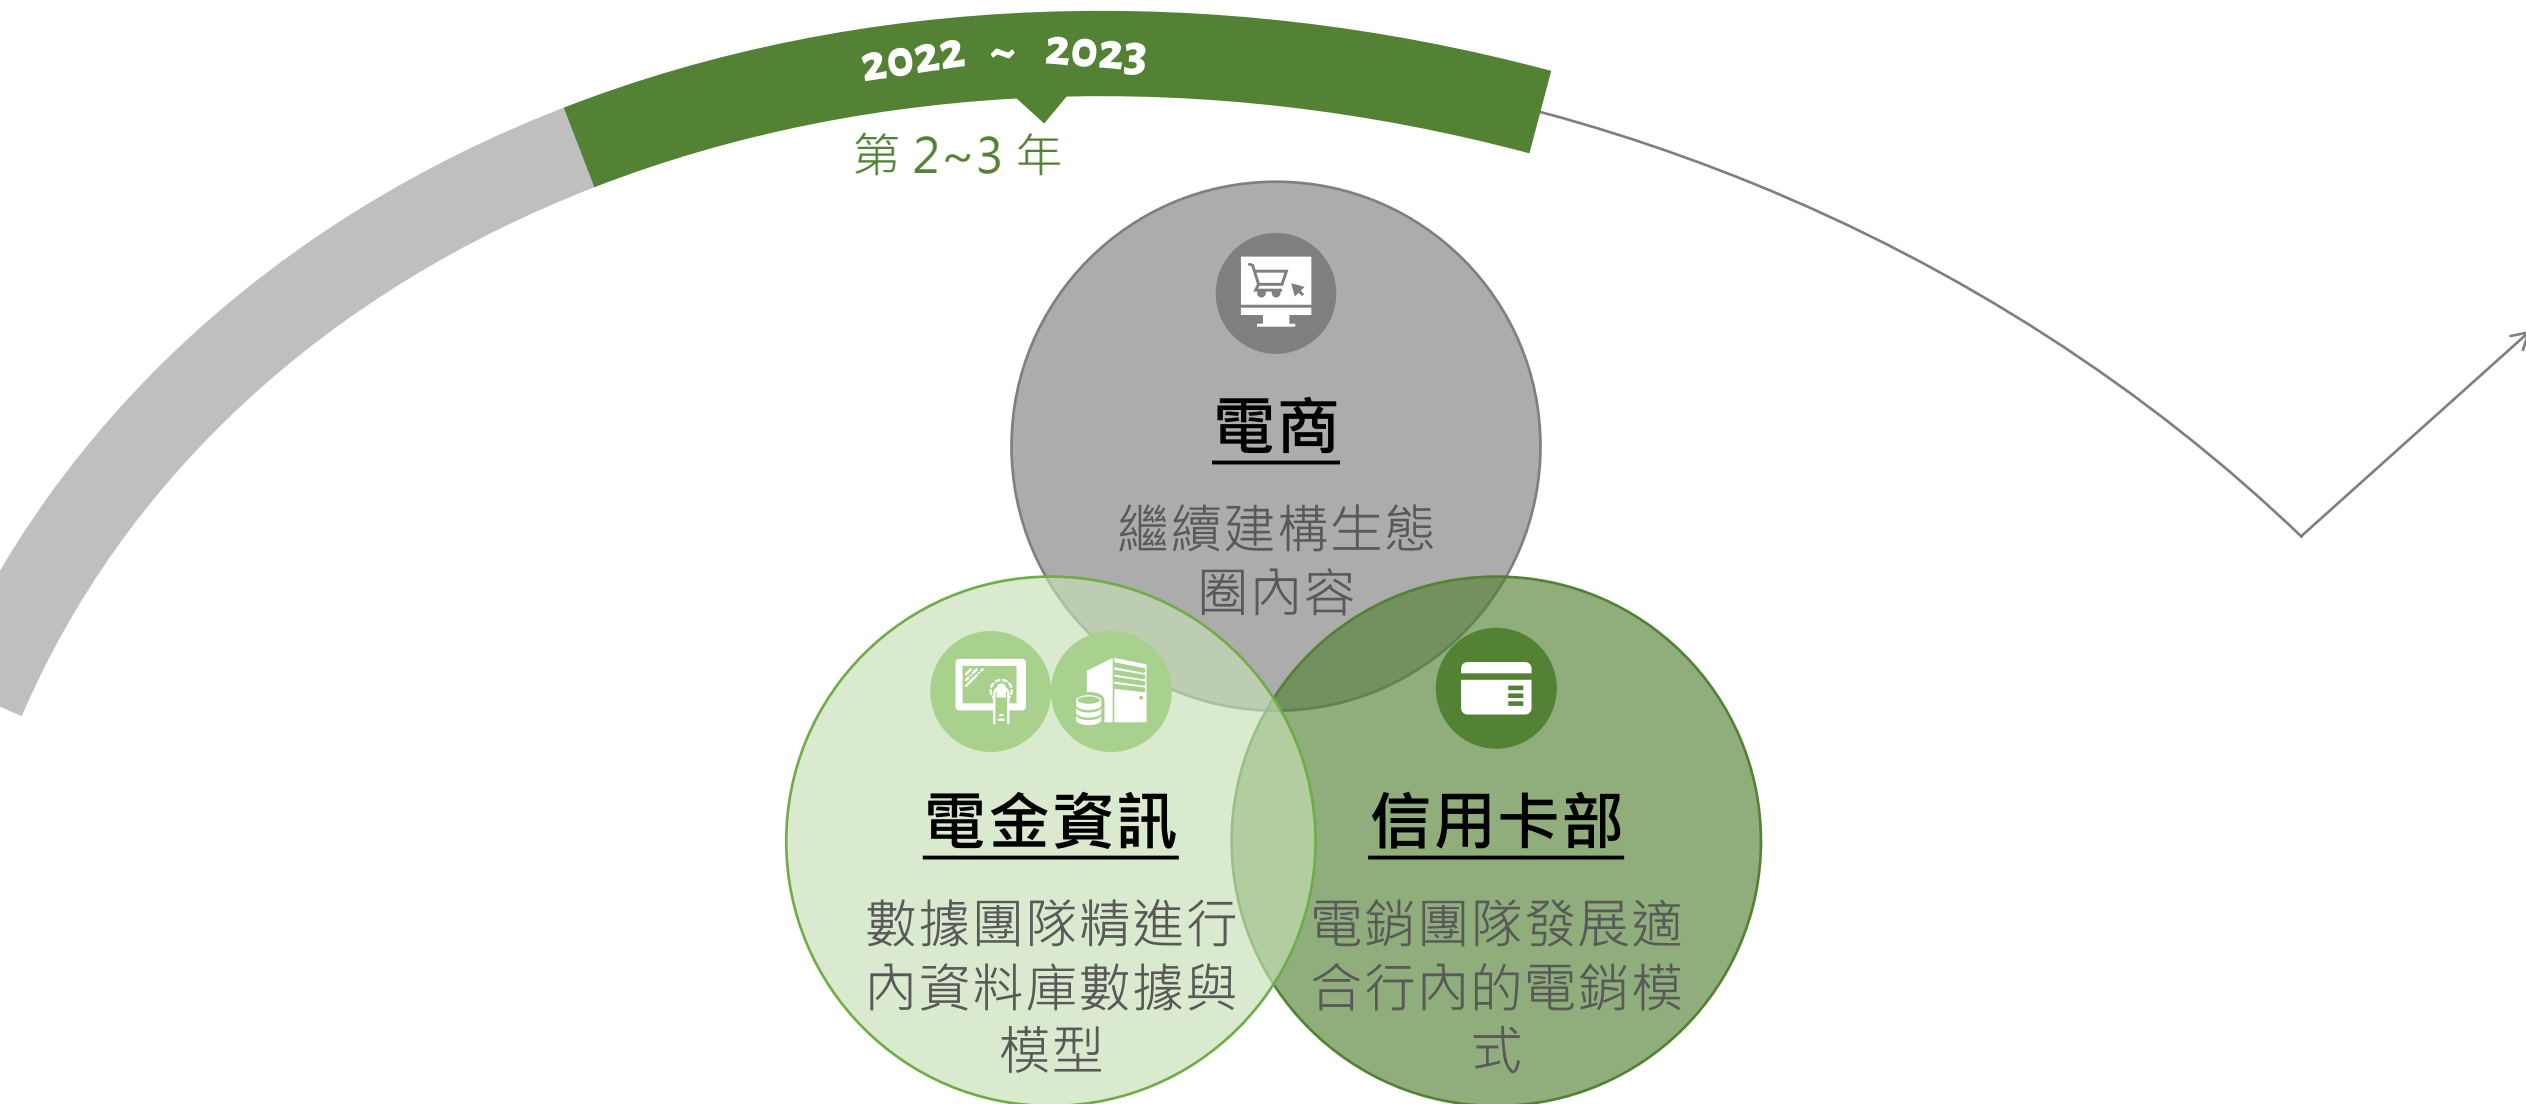 2022 ~ 2023
第 2~3 年
電商
繼續建構生態
圈內容
電金資訊
數據團隊精進行
內資料庫數據與
模型
信用卡部
電銷團隊發展適
合行內的電銷模
式